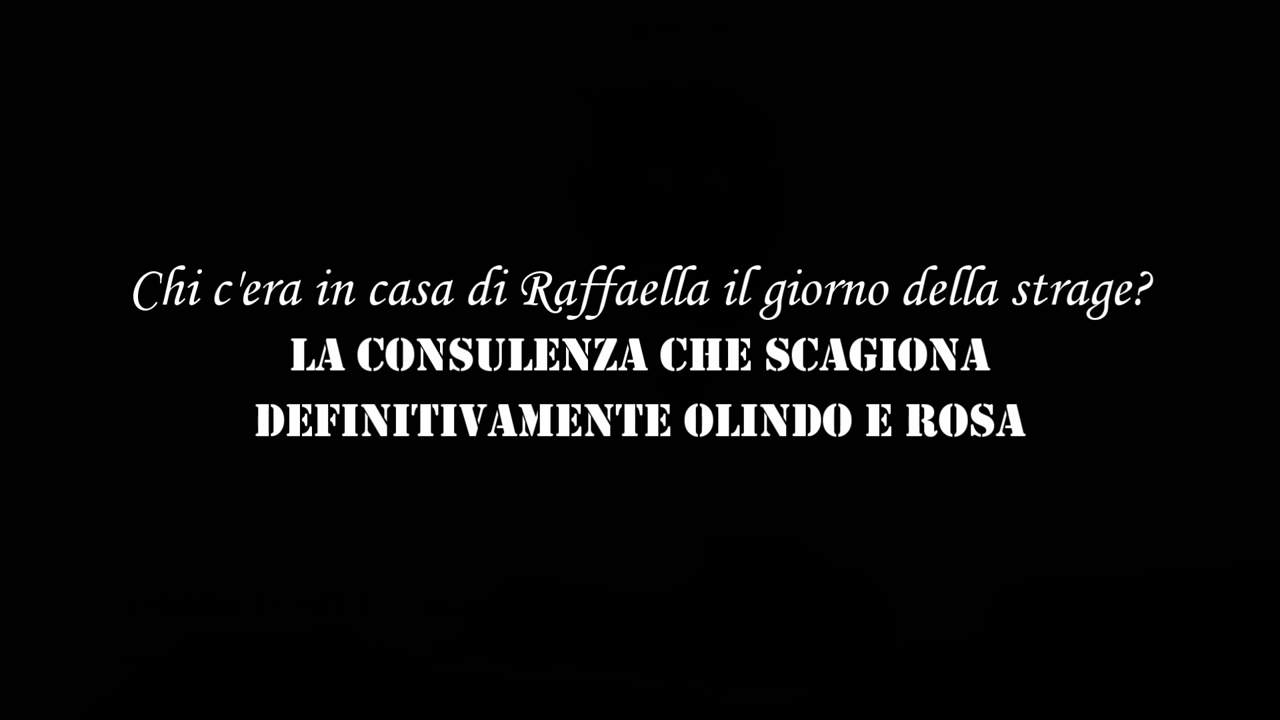 Chi c'era in casa di Raffaella il giorno della strage?
LA CONSULENZA CHE SCAGIONA
DEFINITIVAMENTE OLINDO E ROSA